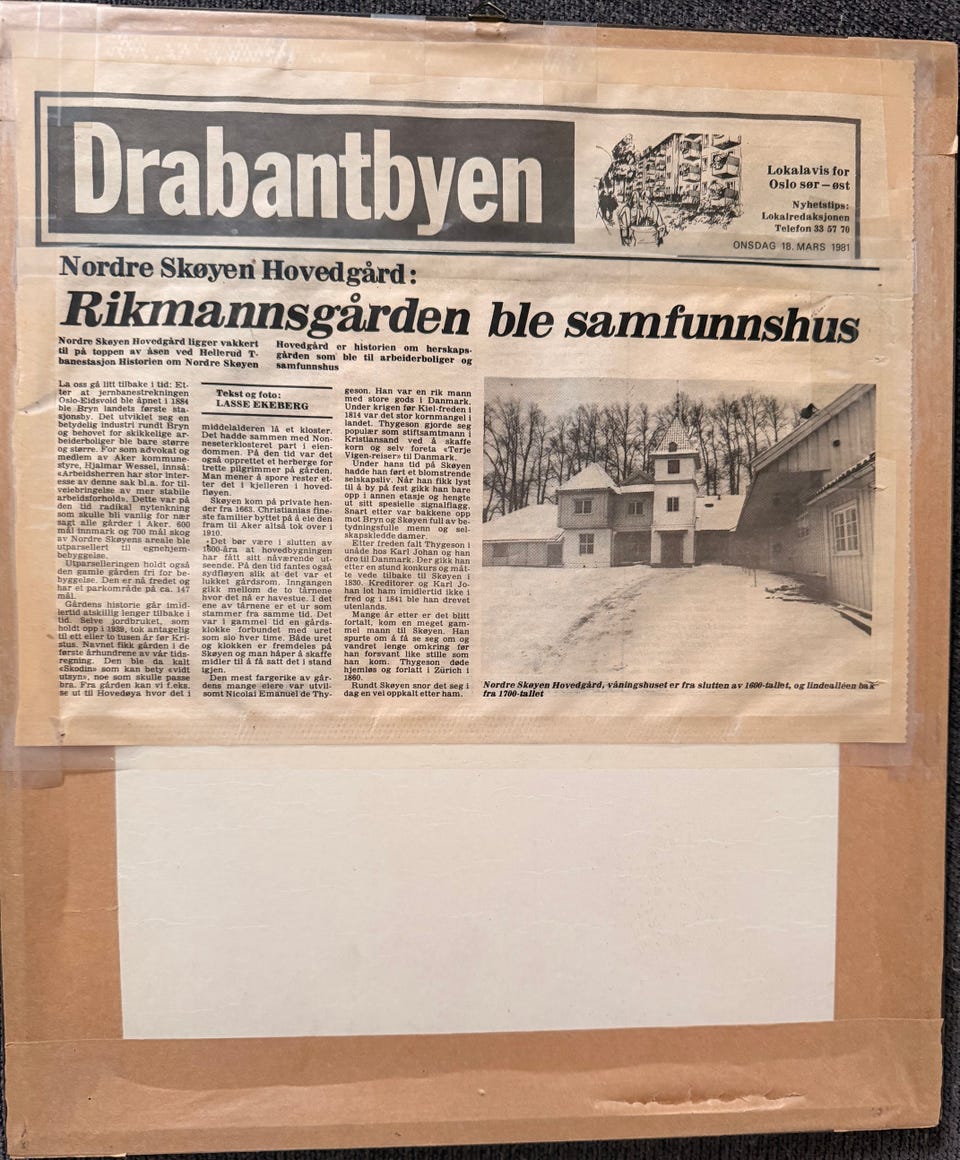 Drabantbyen
Lokalavis for
Oslo sør — øst
Nyhetstips:
Lokalredaksjonen
Telefon 33 57 70
ONSDAG 18. MARS 1981
Nordre Skøyen Hovedgård:
Rikmannsgården ble samfunnshus
Nordre Skøyen Hovedgård ligger vakkert
til på toppen av åsen ved Hellerud T-
banestasjon Historien om Nordre Skøyen
Hovedgård er historien om herskaps-
gården som ble til arbeiderboliger og
samfunnshus
La oss gå litt tilbake i tid: Et-
ter at jernbanestrekningen
Oslo-Eidsvold ble åpnet i 1884
ble Bryn landets første sta-
sjonsby. Det utviklet seg en
betydelig industri rundt Bryn
og behovet for skikkelige ar-
beiderboliger ble bare større
og større. For som advokat og
medlem av Aker kommune-
styre, Hjalmar Wessel, innså:
«Arbeidsherren har stor inter-
esse av denne sak bl.a. for til-
veiebringelse av mer stabile
arbeidsforhold». Dette var på
den tid radikal nytenkning
som skulle bli vanlig for nær
sagt alle gårder i Aker. 600
mål innmark og 700 mål skog
av Nordre Skøyens areale ble
utparsellert til egnehjem-
bebyggelse.
Utparselleringen holdt også
den gamle gården fri for be-
byggelse. Den er nå fredet og
har et parkområde på ca. 147
mål.
Gårdens historie går imid-
lertid atskillig lenger tilbake i
tid. Selve jordbruket, som
holdt opp i 1939, tok antagelig
til ett eller to tusen år før Kri-
stus. Navnet fikk gården i de
første århundrene av vår tids-
regning. Den ble da kalt
«Skodin» som kan bety «vidt
utsyn», noe som skulle passe
bra. Fra gården kan vi f.eks.
se ut til Hovedøya hvor det i
Tekst og foto:
LASSE EKEBERG
middelalderen lå et kloster.
Det hadde sammen med Non-
neseterklosteret part i eien-
dommen. På den tid var det
også opprettet et herberge for
trette pilgrimmer på gården.
Man mener å spore rester et-
ter det i kjelleren i hoved-
fløyen.
Skøyen kom på private hen-
der fra 1663. Christianias fine-
ste familier byttet på å eie den
fram til Aker altså tok over i
1910.
Det bør være i slutten av
1600-åra at hovedbygningen
har fått sitt nåværende ut-
seende. På den tid fantes også
sydfløyen slik at det var et
lukket gårdsrom. Inngangen
gikk mellom de to tårnene
hvor det nå er havestue. I det
ene av tårnene er et ur som
stammer fra samme tid. Det
var i gammel tid en gårds-
klokke forbundet med uret
som slo hver time. Både uret
og klokken er fremdeles på
Skøyen og man håper å skaffe
midler til å få satt det i stand
igjen.
Den mest fargerike av går-
dens mange eiere var utvil-
somt Nicolai Emanuel de Thy-
geson. Han var en rik mann
med store gods i Danmark.
Under krigen før Kiel-freden i
1814 var det stor kornmangel i
landet. Thygeson gjorde seg
populær som stiftsamtmann i
Kristiansand ved å skaffe
korn og selv foreta «Terje
Vigen-reiser» til Danmark.
Under hans tid på Skøyen
hadde han ført et blomstrende
selskapsliv. Når han fikk lyst
til å by på fest gikk han bare
opp i annen etasje og hengte
ut sitt spesielle signalflagg.
Snart etter var bakkene opp
mot Bryn og Skøyen full av be-
tydningsfulle menn og sel-
skapskledde damer.
Etter freden falt Thygeson i
unåde hos Karl Johan og han
dro til Danmark. Der gikk han
etter en stund konkurs og måt-
te vede tilbake til Skøyen i
1830. Kreditorer og Karl Jo-
han lot ham imidlertid ikke i
fred og i 1841 ble han drevet
utenlands.
Mange år etter er det blitt
fortalt, kom en meget gam-
mel mann til Skøyen. Han
spurte om å få se seg om og
vandret lenge omkring før
han forsvant like stille som
han kom. Thygeson døde
hjemløs og forlatt i Zürich i
1860.
Rundt Skøyen snor det seg i
dag en vei oppkalt etter ham.
Nordre Skøyen Hovedgård, våningshuset er fra slutten av 1600-tallet, og lindealléen bak
fra 1700-tallet